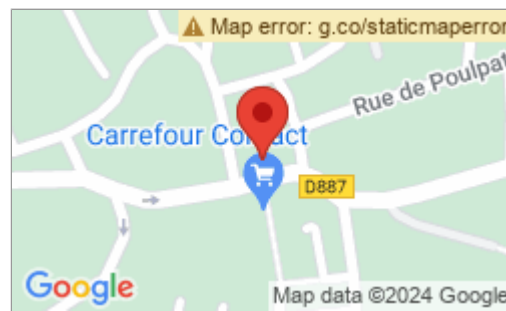 Map error: g.co/staticmaperror
Rue de Poulpat
Carrefour Contact
D887
Google
Map data ©2024 Google